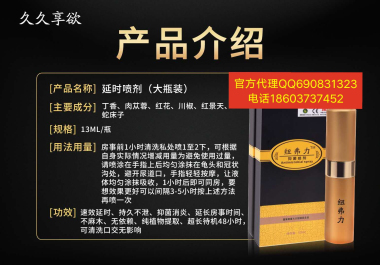 久久享欲
产品介绍
[产品名称] 延时喷剂（大瓶装）
[主要成分] 丁香、肉苁蓉、红花、川椒、红景天、
蛇床子
[规格] 13ML/瓶
[用法用量] 房事前1小时清洗私处喷1至2下，可根据
自身实际情况增减用量为避免使用过量，
请喷涂在手指上后均匀涂抹在龟头和冠状
沟处，避开尿道口，手指轻轻按摩，让液
体均匀涂抹吸收，1小时后即可同房，要
想效果更好可以间隔3-5小时按上述方法
再喷一次
[功效] 速效延时、持久不泄、抑菌消炎、延长房事时间、
不麻木、无依赖、纯植物提取、超长待机48小时，
可清洗口交无影响
官方代理QQ690831323
电话18603737452
纽弗力
纽弗力